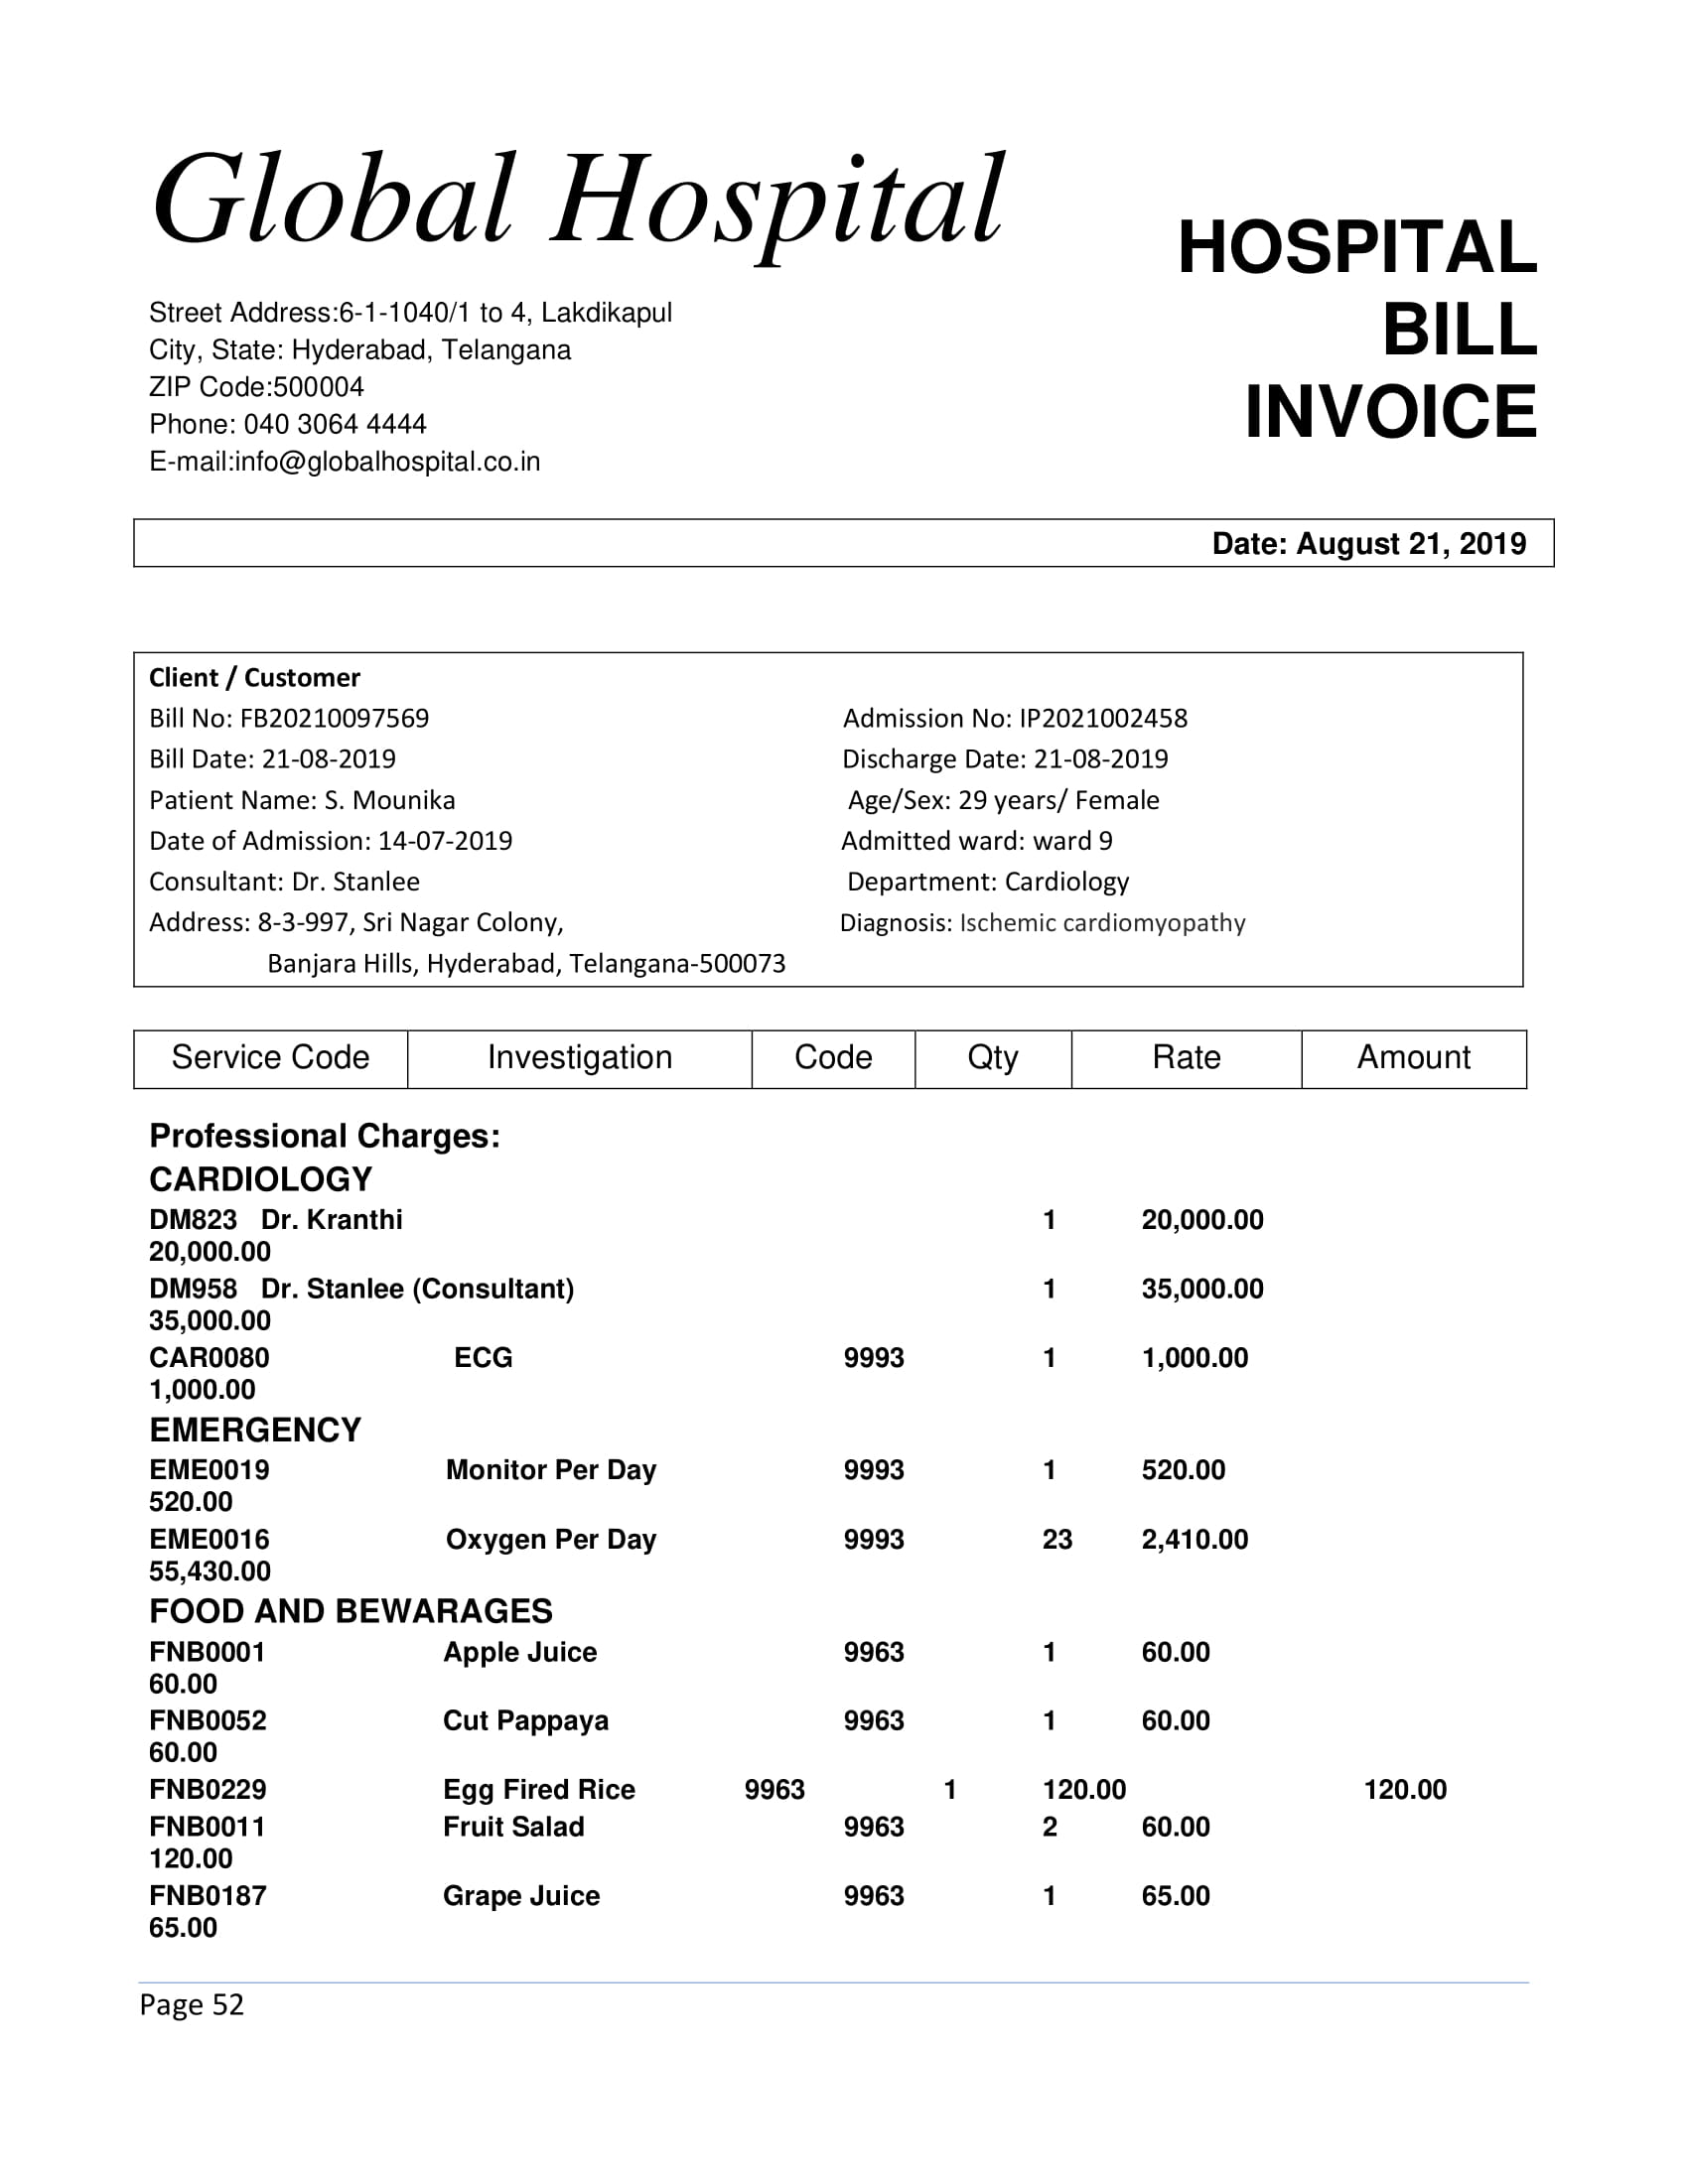 Global Hospital
HOSPITAL
BILL
INVOICE
Street Address:6-1-1040/1 to 4, Lakdikapul
City, State: Hyderabad, Telangana
ZIP Code:500004
Phone: 040 3064 4444
E-mail:info@globalhospital.co.in
Date: August 21, 2019
Client / Customer
Bill No: FB20210097569 Admission No: IP2021002458
Bill Date: 21-08-2019 Discharge Date: 21-08-2019
Patient Name: S. Mounika Age/Sex: 29 years/ Female
Date of Admission: 14-07-2019 Admitted ward: ward 9
Consultant: Dr. Stanlee Department: Cardiology
Address: 8-3-997, Sri Nagar Colony, Diagnosis: Ischemic cardiomyopathy
Banjara Hills, Hyderabad, Telangana-500073
Service Code Investigation Code Qty Rate Amount
Professional Charges:
CARDIOLOGY
DM823 Dr. Kranthi 1 20,000.00
20,000.00
DM958 Dr. Stanlee (Consultant) 1 35,000.00
35,000.00
CAR0080 ECG 9993 1 1,000.00
1,000.00
EMERGENCY
EME0019 Monitor Per Day 9993 1 520.00
520.00
EME0016 Oxygen Per Day 9993 23 2,410.00
55,430.00
FOOD AND BEWARAGES
FNB0001 Apple Juice 9963 1 60.00
60.00
FNB0052 Cut Pappaya 9963 1 60.00
60.00
FNB0229 Egg Fired Rice 9963 1 120.00 120.00
FNB0011 Fruit Salad 9963 2 60.00
120.00
FNB0187 Grape Juice 9963 1 65.00
65.00
Page 52